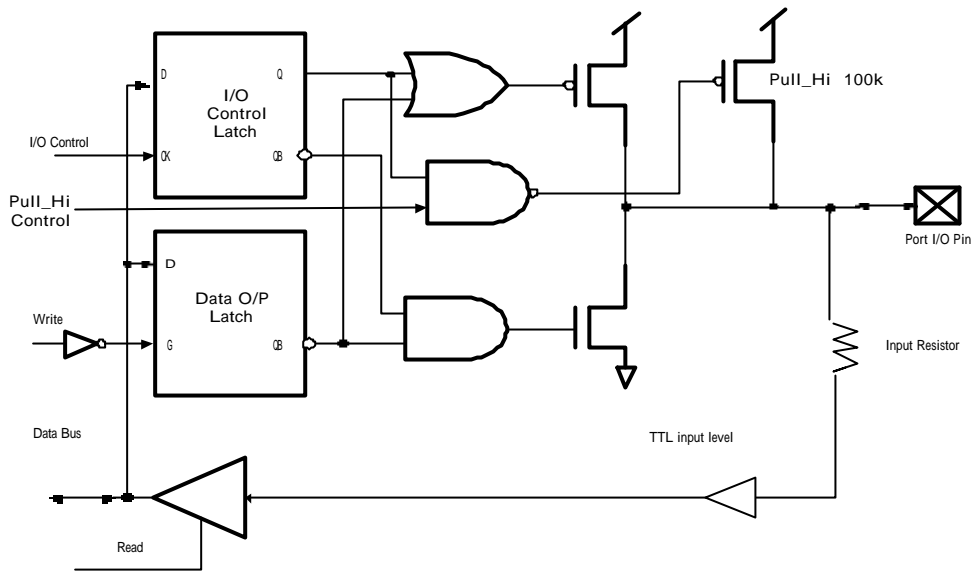 D
Q
I/O
Control
Latch
I/O Control
CK
QB
Pull_Hi
Control
Pull_Hi 100k
Port I/O Pin
D
Data O/P
Latch
Write
G
QB
Input Resistor
Data Bus
TTL input level
Read